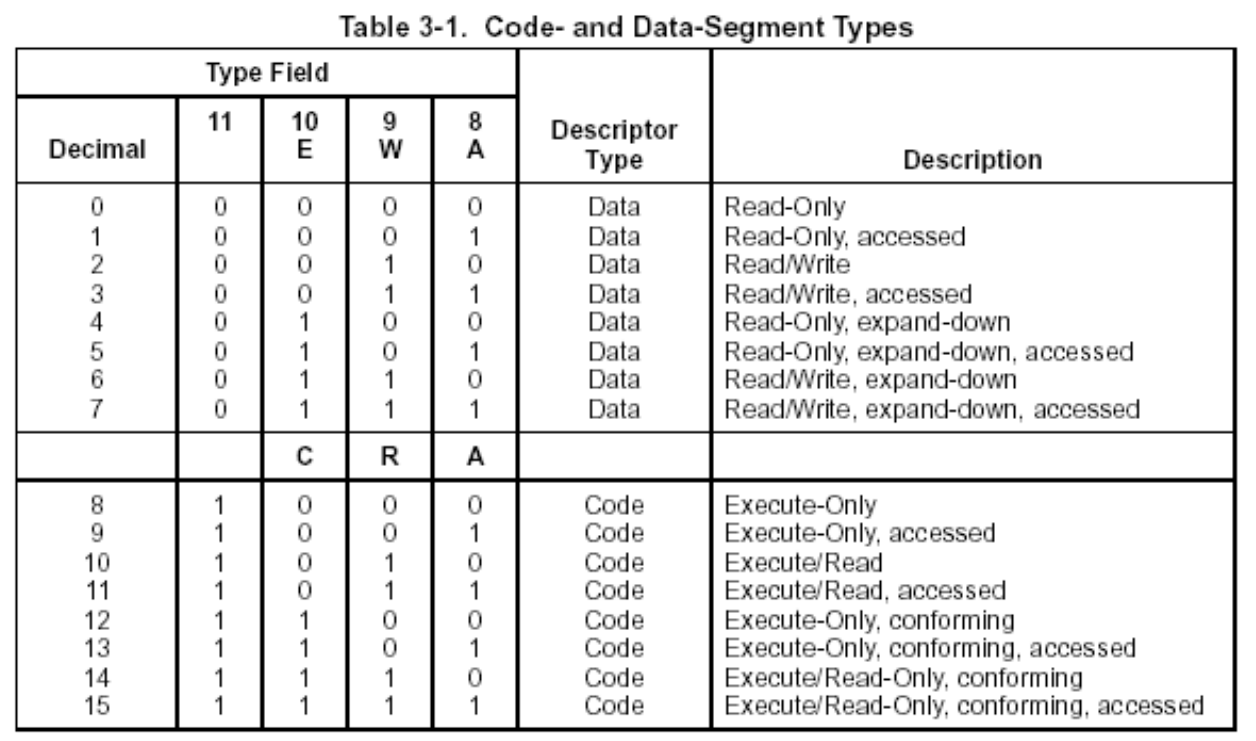 Table 3-1. Code- and Data-Segment Types
Type Field
Decimal 11 10 E 9 W 8 A Descriptor Type Description
0 0 0 0 0 Data Read-Only
1 0 0 0 1 Data Read-Only, accessed
2 0 0 1 0 Data Read/Write
3 0 0 1 1 Data Read/Write, accessed
4 0 1 0 0 Data Read-Only, expand-down
5 0 1 0 1 Data Read-Only, expand-down, accessed
6 0 1 1 0 Data Read/Write, expand-down
7 0 1 1 1 Data Read/Write, expand-down, accessed
C R A
8 1 0 0 0 Code Execute-Only
9 1 0 0 1 Code Execute-Only, accessed
10 1 0 1 0 Code Execute/Read
11 1 0 1 1 Code Execute/Read, accessed
12 1 1 0 0 Code Execute-Only, conforming
13 1 1 0 1 Code Execute-Only, conforming, accessed
14 1 1 1 0 Code Execute/Read-Only, conforming
15 1 1 1 1 Code Execute/Read-Only, conforming, accessed